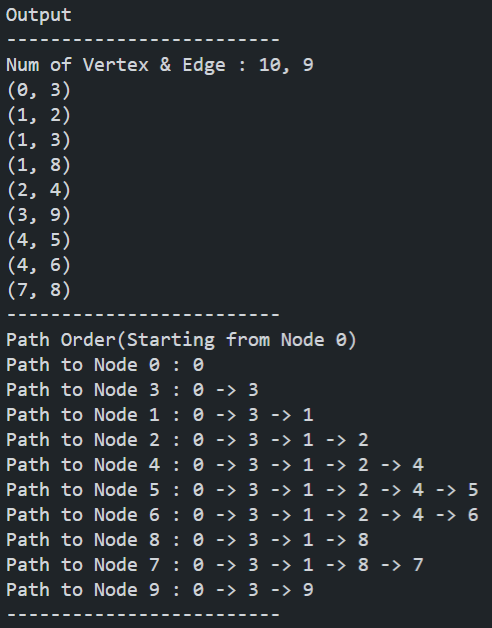 Output
-------------------------
Num of Vertex & Edge : 10, 9
(0, 3)
(1, 2)
(1, 3)
(1, 8)
(2, 4)
(3, 9)
(4, 5)
(4, 6)
(7, 8)
-------------------------
Path Order(Starting from Node 0)
Path to Node 0 : 0
Path to Node 3 : 0 -> 3
Path to Node 1 : 0 -> 3 -> 1
Path to Node 2 : 0 -> 3 -> 1 -> 2
Path to Node 4 : 0 -> 3 -> 1 -> 2 -> 4
Path to Node 5 : 0 -> 3 -> 1 -> 2 -> 4 -> 5
Path to Node 6 : 0 -> 3 -> 1 -> 2 -> 4 -> 6
Path to Node 8 : 0 -> 3 -> 1 -> 8
Path to Node 7 : 0 -> 3 -> 1 -> 8 -> 7
Path to Node 9 : 0 -> 3 -> 9
-------------------------